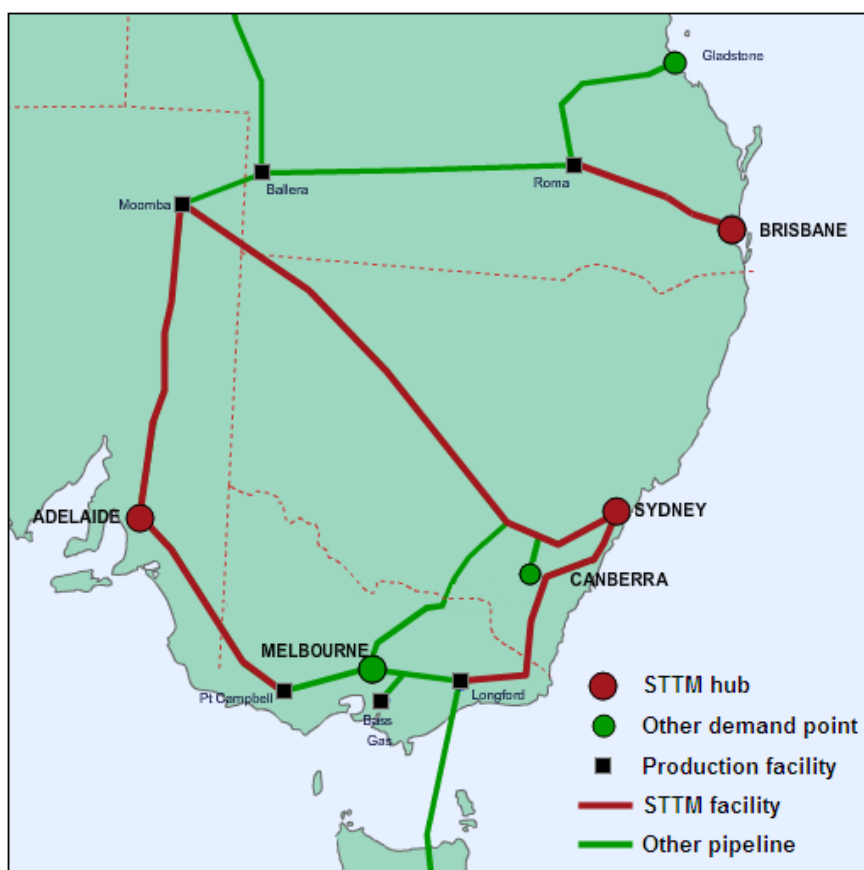 Gladstone
Ballera
Roma
Moomba
BRISBANE
ADELAIDE
SYDNEY
CANBERRA
MELBOURNE
Pt Campbell
Longford
Bass
Gas
STTM hub
Other demand point
Production facility
STTM facility
Other pipeline